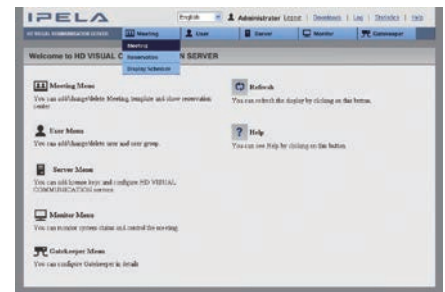 IPELA
English Administrator Logout | Download | Log | Statistics | Help
HD VISUAL COMMUNICATION SERVER Meeting User Server Monitor Gatekeeper
Meeting
Reservation
Display Schedule
Welcome to HD VISUAL C N SERVER
Meeting Menu
You can add/change/delete Meeting template and show reservation
center
User Menu
You can add/change/delete user and user group.
Server Menu
You can add license keys and configure HD VISUAL
COMMUNICATION server.
Monitor Menu
You can monitor system status and control the meeting.
Gatekeeper Menu
You can configure Gatekeeper in details
Refresh
You can refresh the display by clicking on this button.
Help
You can see Help by clicking on this button.